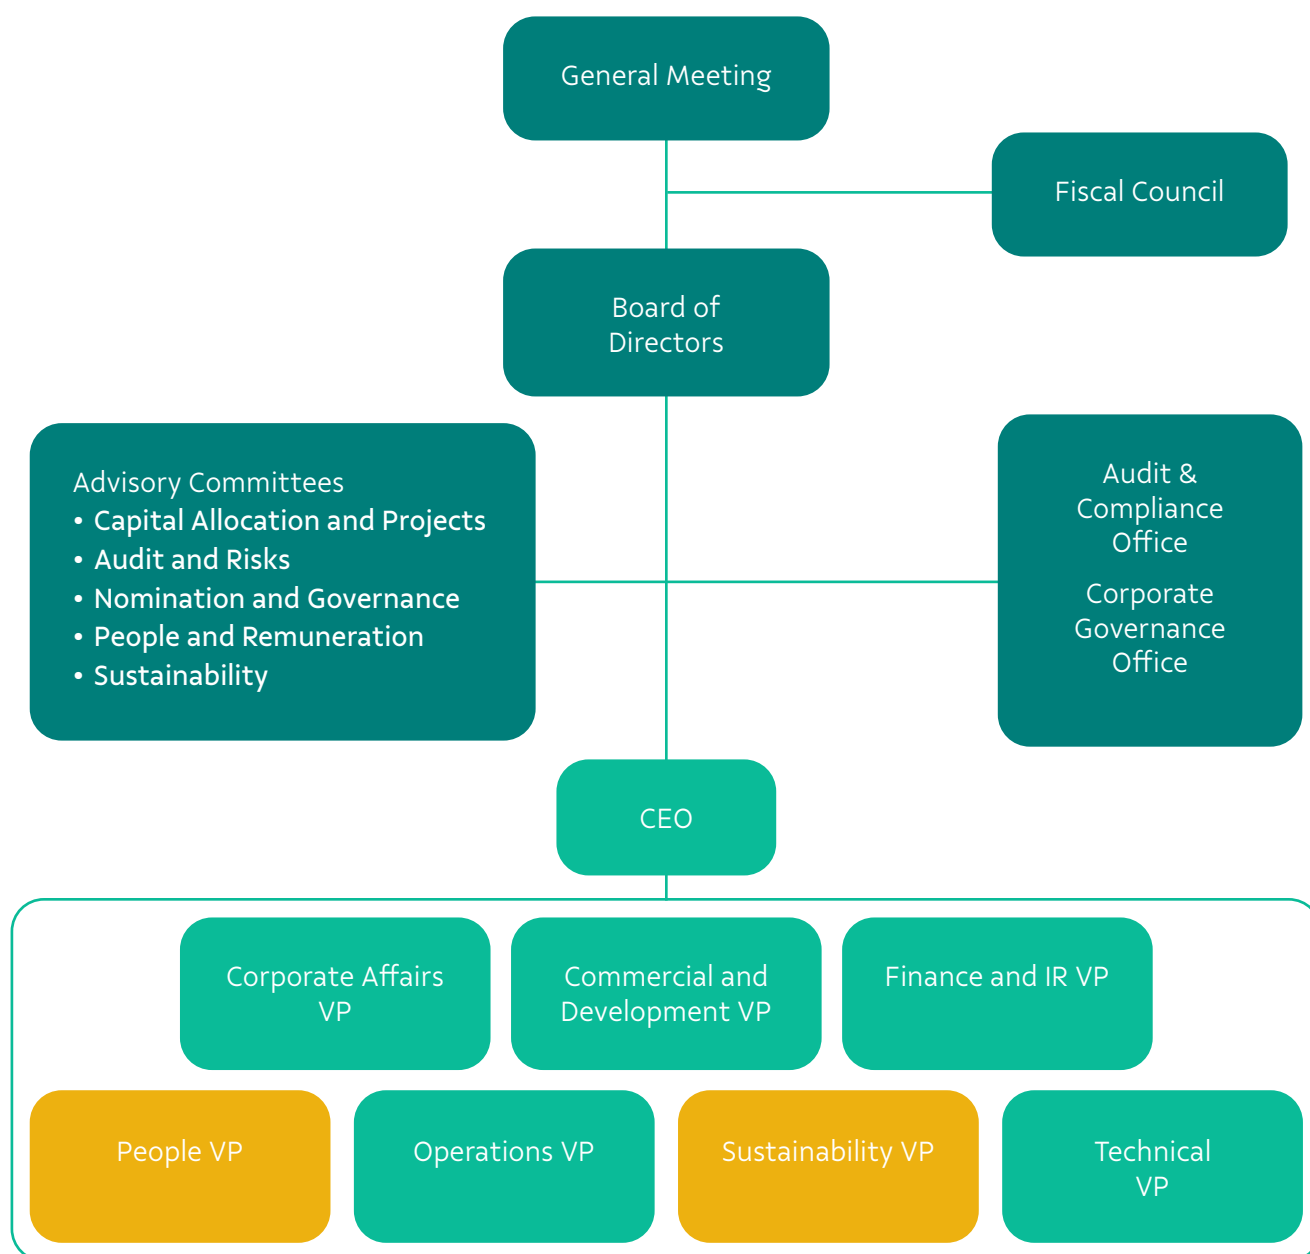 General Meeting
Fiscal Council
Board of
Directors
Advisory Committees
• Capital Allocation and Projects
• Audit and Risks
• Nomination and Governance
• People and Remuneration
• Sustainability
Audit &
Compliance
Office
Corporate
Governance
Office
CEO
Corporate Affairs
VP
Commercial and
Development VP
Finance and IR VP
People VP
Operations VP
Sustainability VP
Technical
VP